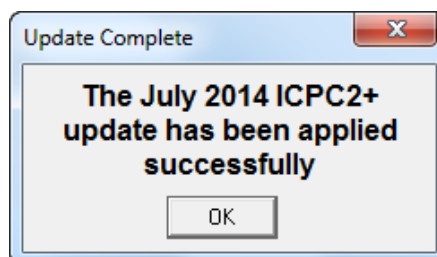 Update Complete
The July 2014 ICPC2+
update has been applied
successfully
OK